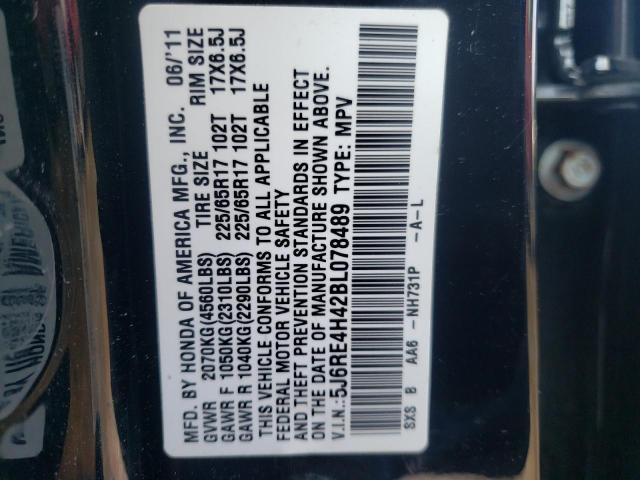 MFD. BY HONDA OF AMERICA MFG., INC. 06/'11
TIRE SIZE RIM SIZE
GVWR 2070KG(4560LBS)
GAWR F 1050KG(2310LBS) 225/65R17 102T 17X6.5J
GAWR R 1040KG(2290LBS) 225/65R17 102T 17X6.5J
THIS VEHICLE CONFORMS TO ALL APPLICABLE
FEDERAL MOTOR VEHICLE SAFETY
AND THEFT PREVENTION STANDARDS IN EFFECT
ON THE DATE OF MANUFACTURE SHOWN ABOVE.
V.I.N.:5J6RE4H42BL078489 TYPE: MPV
SXS B AA6 -NH731P -A-L